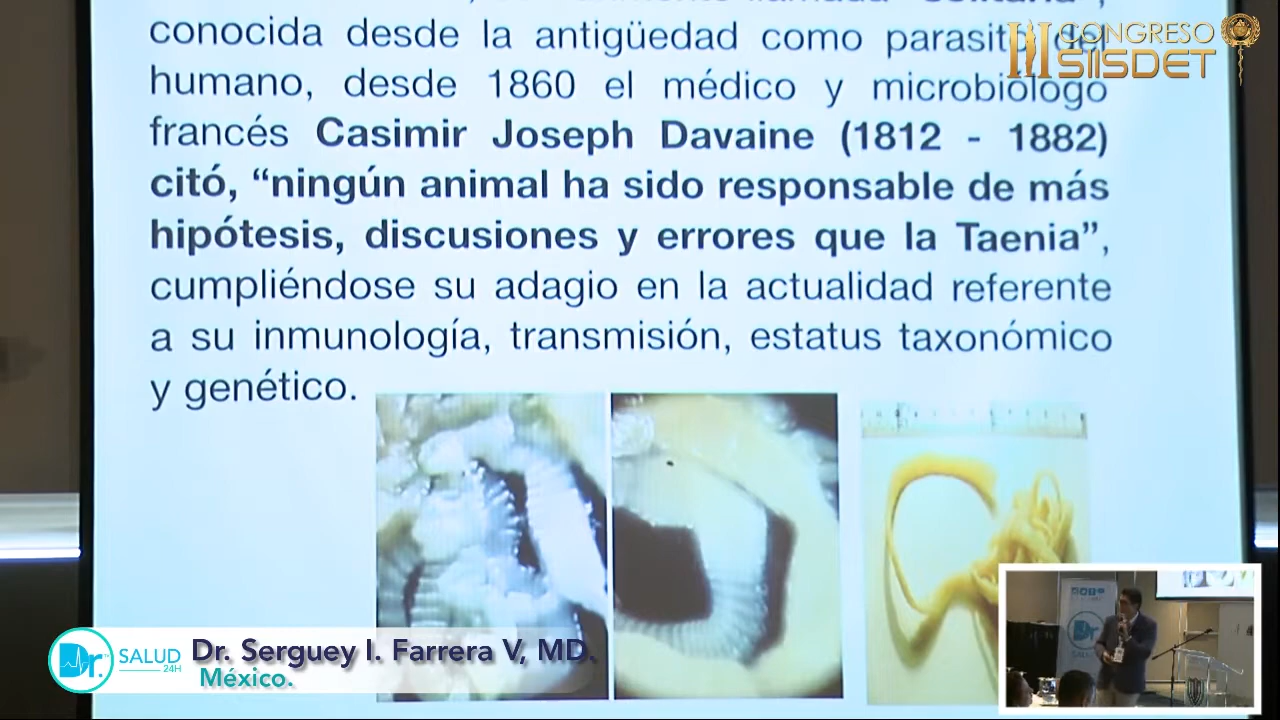 conocida desde la antigüedad como parasito del
humano, desde 1860 el médico y microbiólogo
francés Casimir Joseph Davaine (1812 - 1882)
citó, “ningún animal ha sido responsable de más
hipótesis, discusiones y errores que la Taenia”,
cumpliéndose su adagio en la actualidad referente
a su inmunología, transmisión, estatus taxonómico
y genético.
III CONGRESO
SIISDET
Dr.
SALUD
24H
Dr. Serguey I. Farrera V, MD.
México.